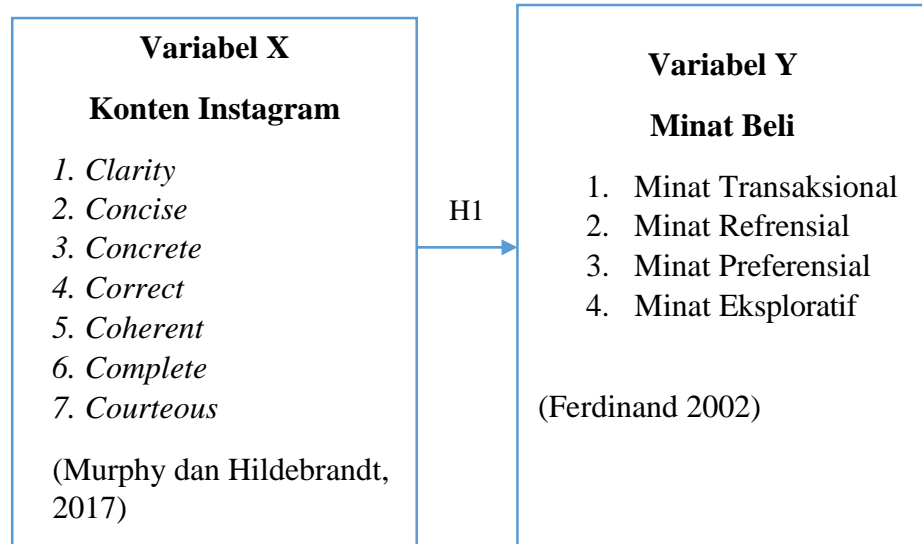 Variabel X
Konten Instagram
1. Clarity
2. Concise
3. Concrete
4. Correct
5. Coherent
6. Complete
7. Courteous
(Murphy dan Hildebrandt,
2017)
H1
Variabel Y
Minat Beli
1. Minat Transaksional
2. Minat Refrensial
3. Minat Preferensial
4. Minat Eksploratif
(Ferdinand 2002)